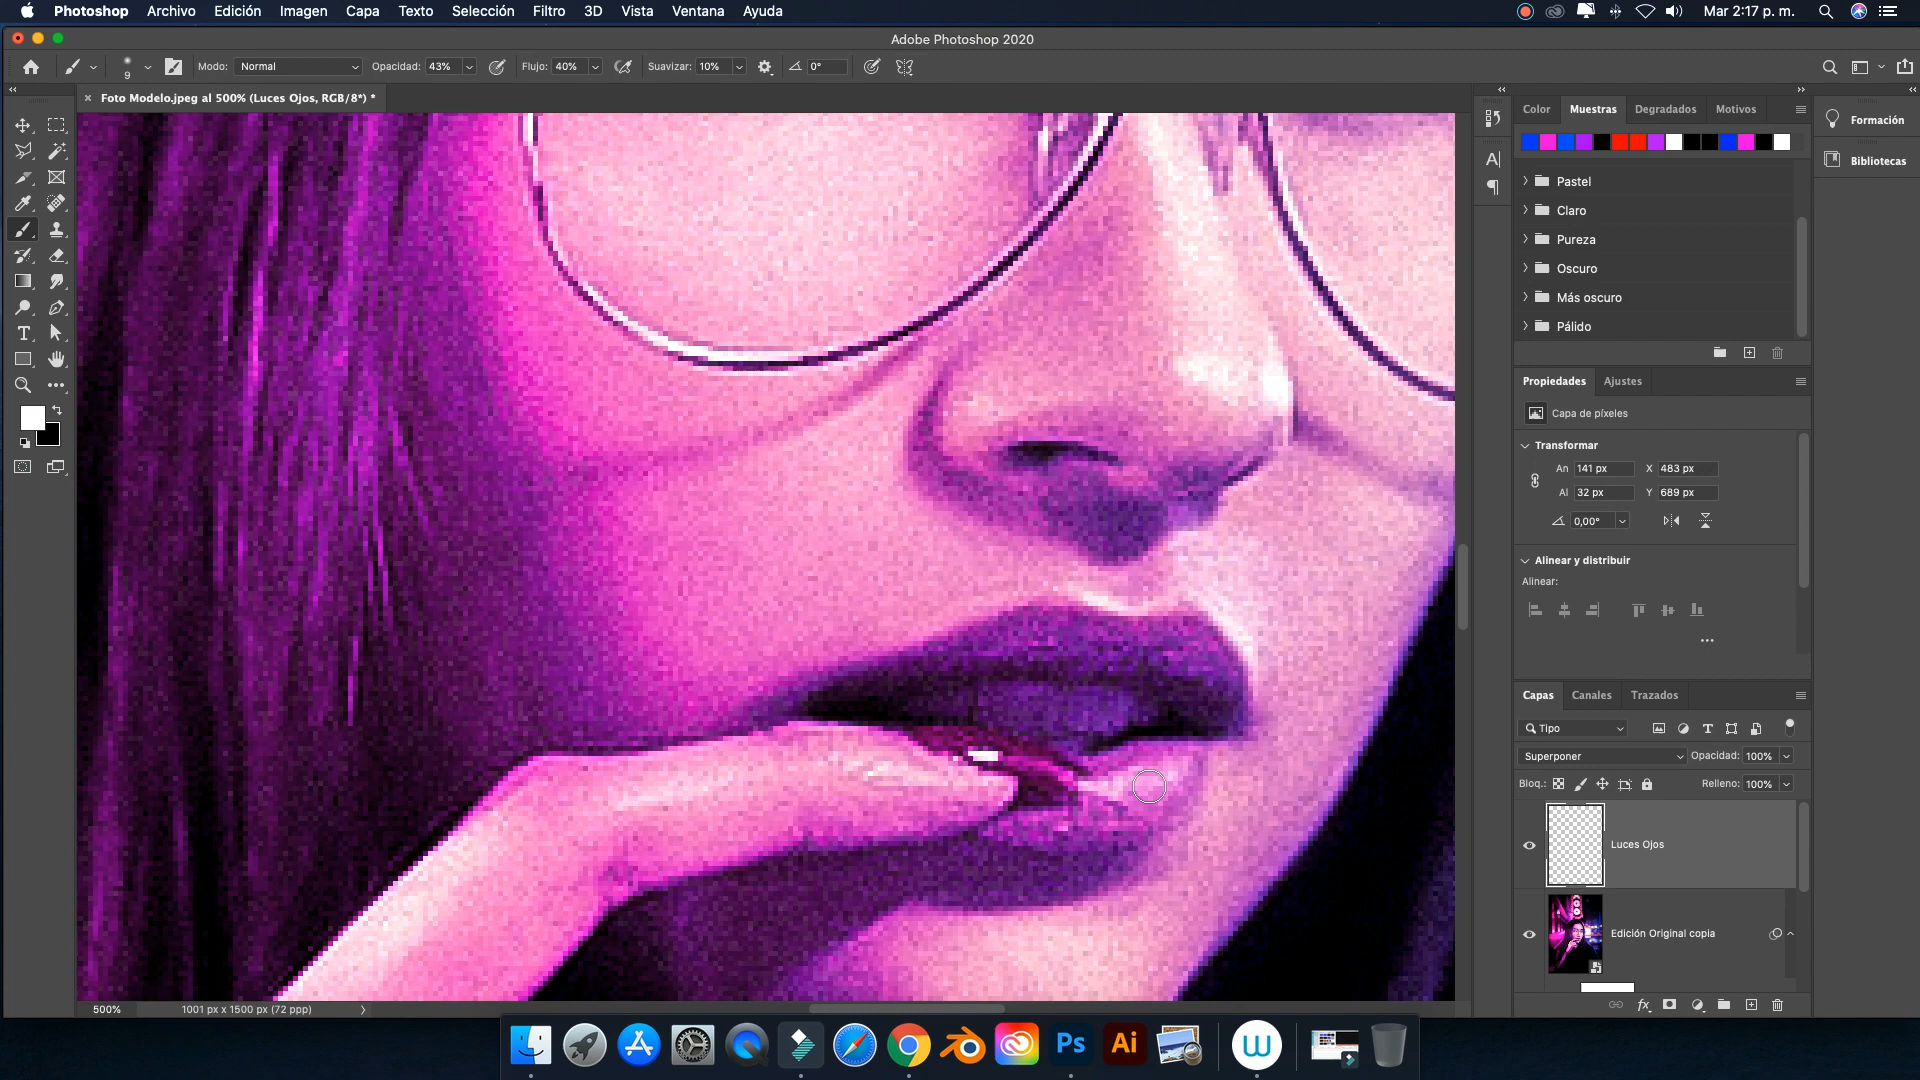 Photoshop Archivo Edición Imagen Capa Texto Selección Filtro 3D Vista Ventana Ayuda Mar 2:17 p. m.
Adobe Photoshop 2020
9 Modo: Normal Opacidad: 43% Flujo: 40% Suavizar: 10% 0°
Foto Modelo.jpeg al 500% (Luces Ojos, RGB/8*) *
Color Muestras Degradados Motivos
Formación
Bibliotecas
Pastel
Claro
Pureza
Oscuro
Más oscuro
Pálido
Propiedades Ajustes
Capa de píxeles
Transformar
An 141 px X 483 px
Al 32 px Y 689 px
0,00°
Alinear y distribuir
Alinear:
Capas Canales Trazados
Tipo
Superponer Opacidad: 100%
Bloq.: Relleno: 100%
Luces Ojos
Edición Original copia
fx
500% 1001 px x 1500 px (72 ppp)
Ps Ai